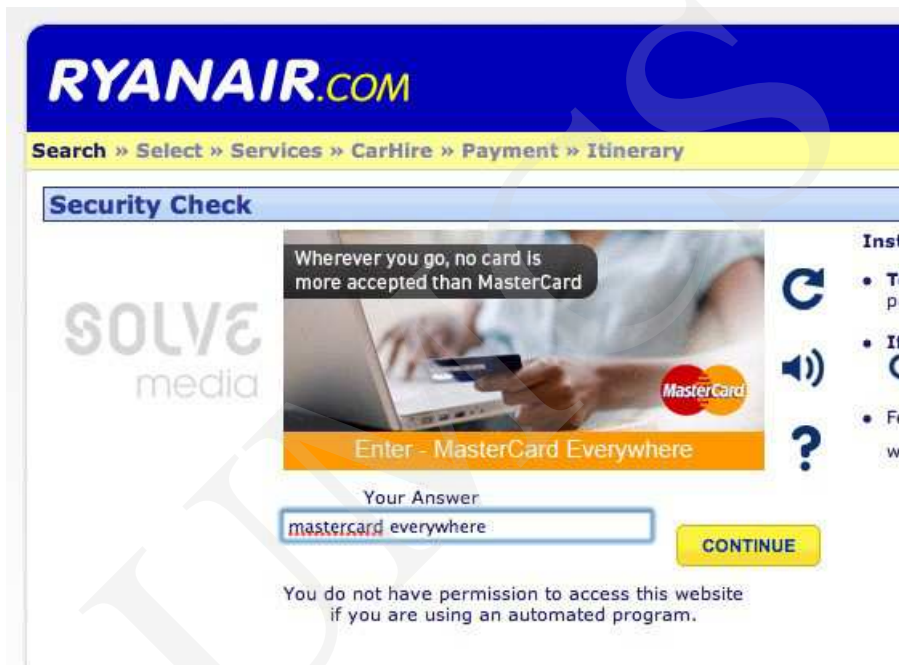 RYANAIR.COM
Search » Select » Services » CarHire » Payment » Itinerary
Security Check
SOLVE
media
Wherever you go, no card is
more accepted than MasterCard
MasterCard
Enter - MasterCard Everywhere
Your Answer
mastercard everywhere
CONTINUE
You do not have permission to access this website
if you are using an automated program.